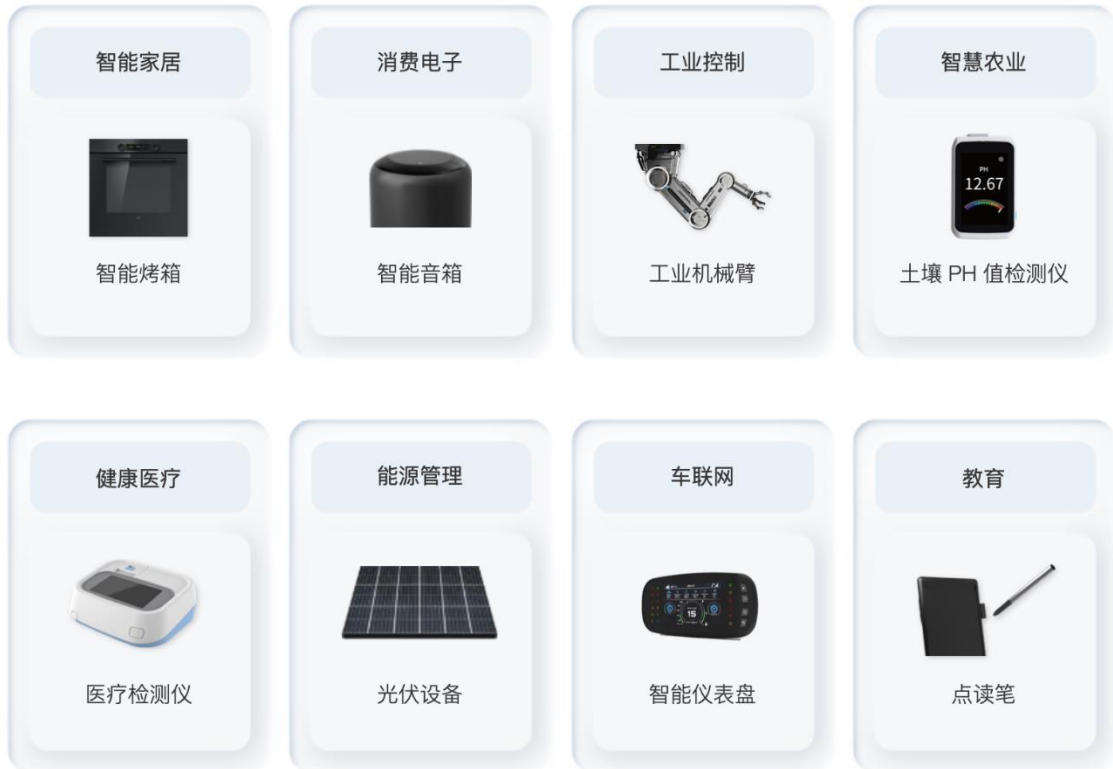 智能家居
消费电子
工业控制
智慧农业
PH
12.67
智能烤箱
智能音箱
工业机械臂
土壤 PH 值检测仪
健康医疗
能源管理
车联网
教育
15
医疗检测仪
光伏设备
智能仪表盘
点读笔